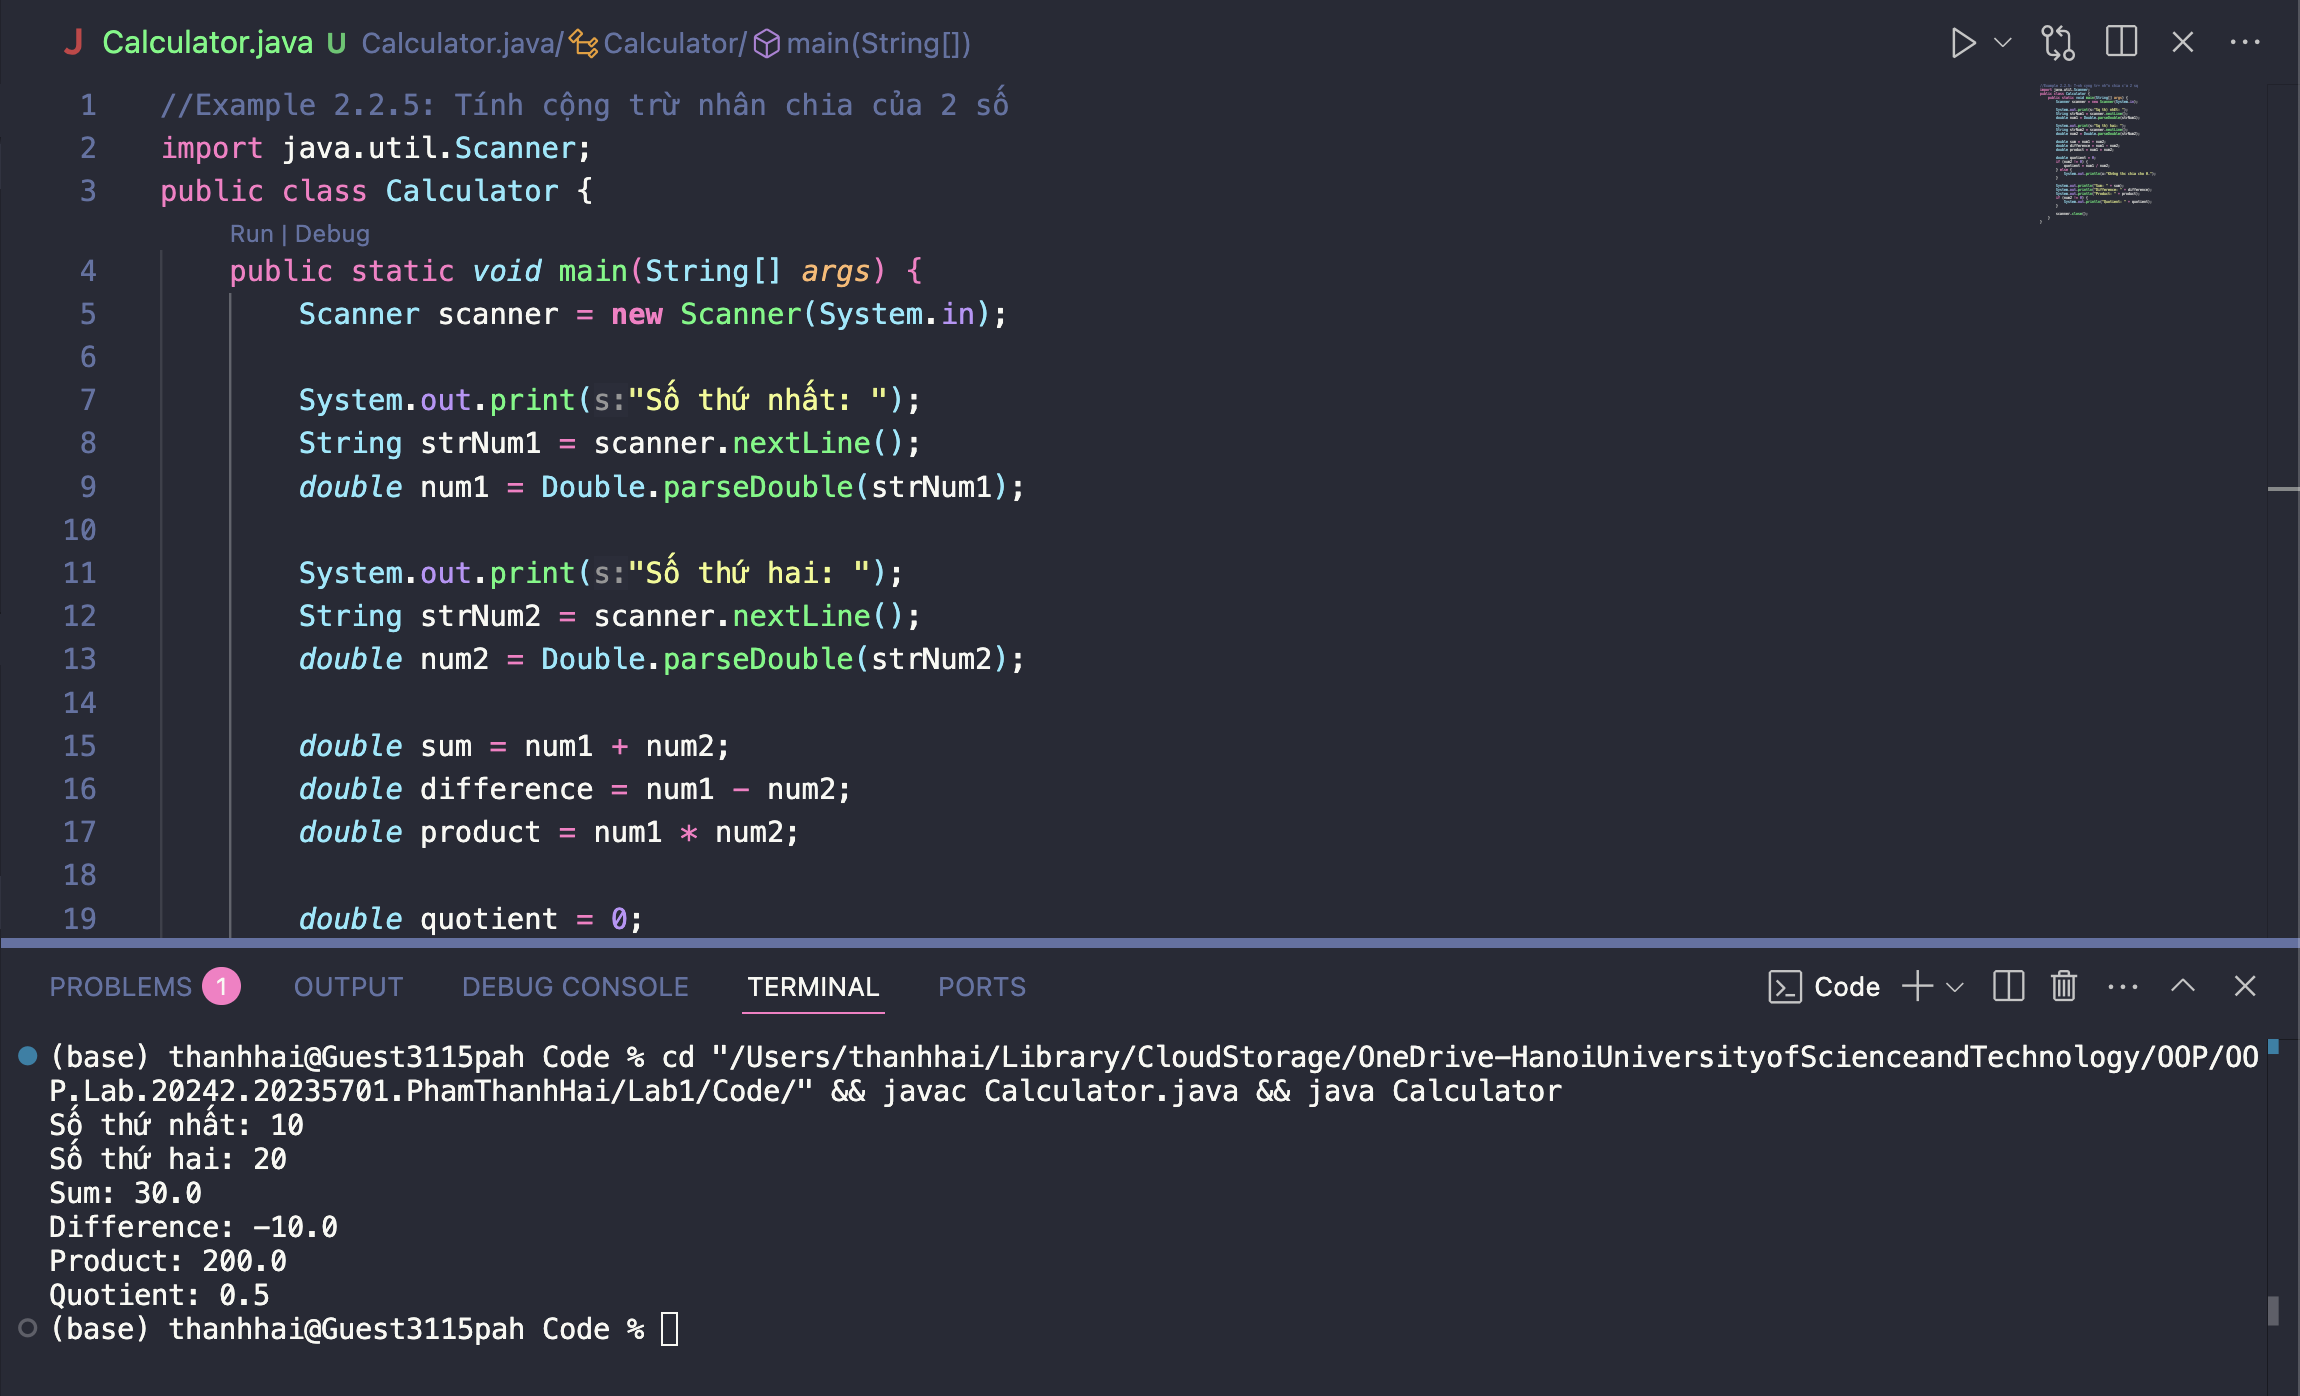 Calculator.java U Calculator.java/ Calculator/ main(String[])
1 //Example 2.2.5: Tính cộng trừ nhân chia của 2 số
2 import java.util.Scanner;
3 public class Calculator {
Run | Debug
4 public static void main(String[] args) {
5 Scanner scanner = new Scanner(System.in);
6
7 System.out.print(s:"Số thứ nhất: ");
8 String strNum1 = scanner.nextLine();
9 double num1 = Double.parseDouble(strNum1);
10
11 System.out.print(s:"Số thứ hai: ");
12 String strNum2 = scanner.nextLine();
13 double num2 = Double.parseDouble(strNum2);
14
15 double sum = num1 + num2;
16 double difference = num1 - num2;
17 double product = num1 * num2;
18
19 double quotient = 0;
PROBLEMS 1 OUTPUT DEBUG CONSOLE TERMINAL PORTS Code
(base) thanhhai@Guest3115pah Code % cd "/Users/thanhhai/Library/CloudStorage/OneDrive-HanoiUniversityofScienceandTechnology/OOP/OO
P.Lab.20242.20235701.PhamThanhHai/Lab1/Code/" && javac Calculator.java && java Calculator
Số thứ nhất: 10
Số thứ hai: 20
Sum: 30.0
Difference: -10.0
Product: 200.0
Quotient: 0.5
(base) thanhhai@Guest3115pah Code %